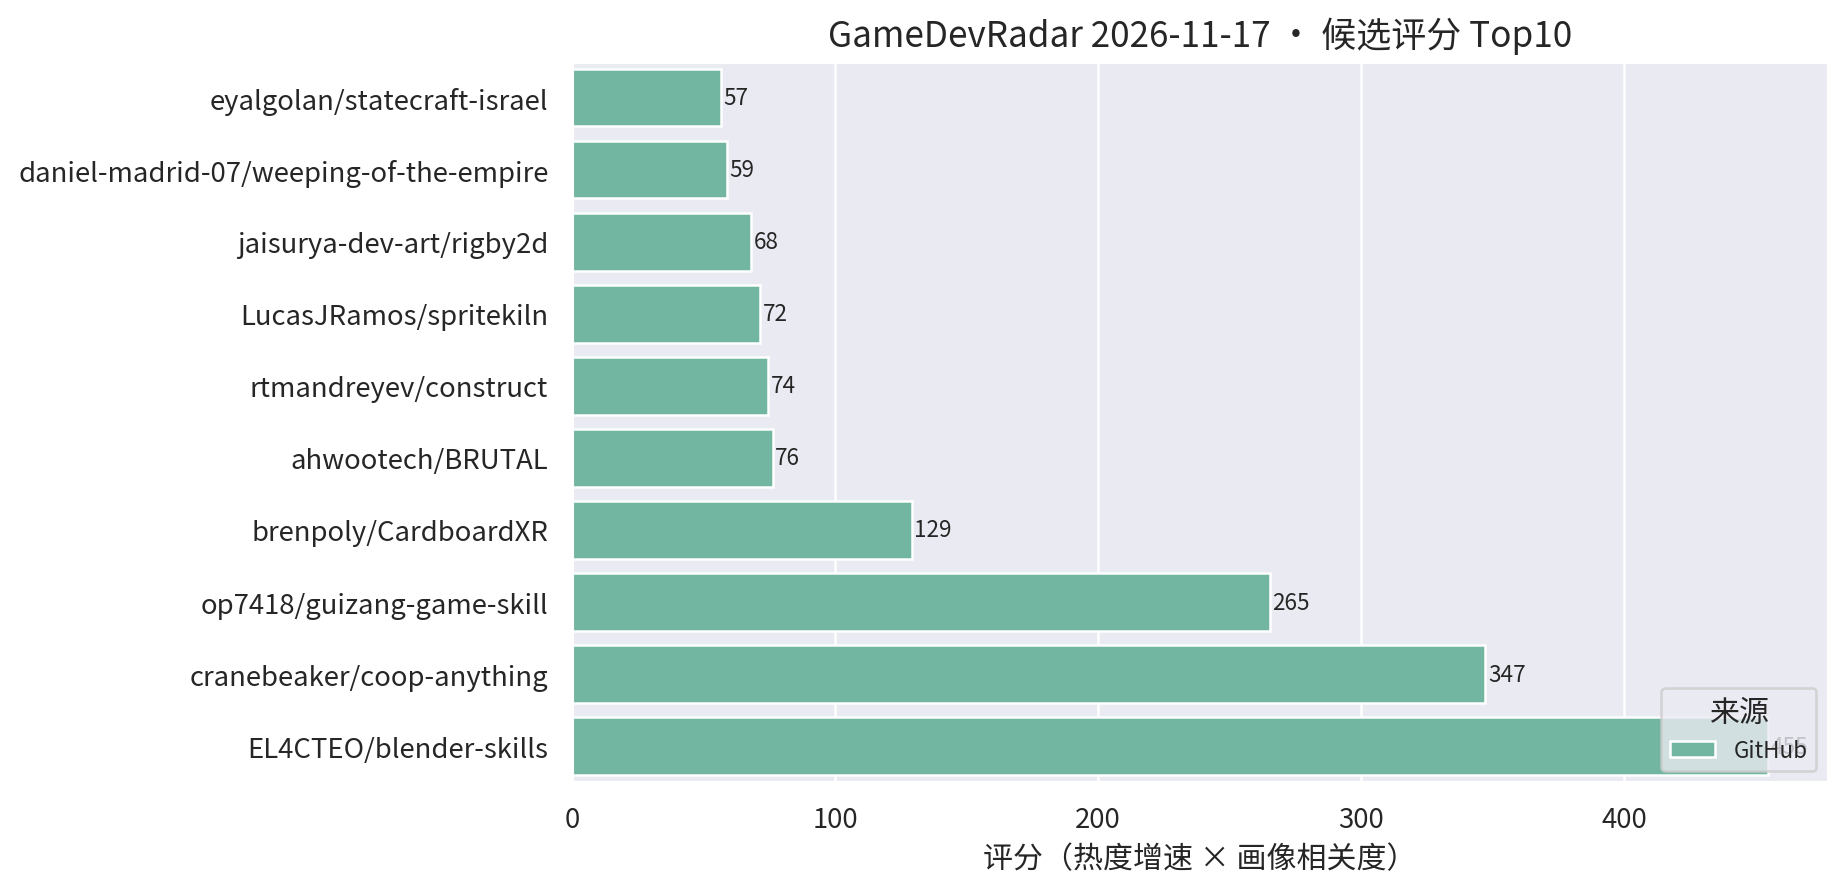 GameDevRadar 2026-11-17 · 候选评分 Top10
eyalgolan/statecraft-israel 57
daniel-madrid-07/weeping-of-the-empire 59
jaisurya-dev-art/rigby2d 68
LucasJRamos/spritekiln 72
rtmandreyev/construct 74
ahwootech/BRUTAL 76
brenpoly/CardboardXR 129
op7418/guizang-game-skill 265
cranebeaker/coop-anything 347
来源
EL4CTEO/blender-skills
GitHub
0 100 200 300 400
评分（热度增速 × 画像相关度）